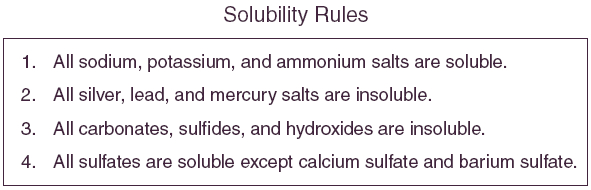 Solubility Rules
1. All sodium, potassium, and ammonium salts are soluble.
2. All silver, lead, and mercury salts are insoluble.
3. All carbonates, sulfides, and hydroxides are insoluble.
4. All sulfates are soluble except calcium sulfate and barium sulfate.